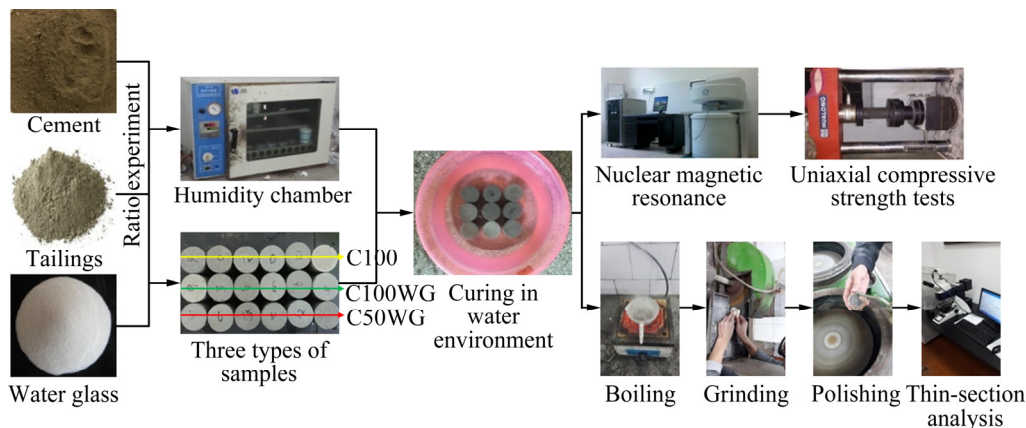 Cement
Tailings
Water glass
Ratio experiment
Humidity chamber
C100
C100WG
C50WG
Three types of
samples
Curing in
water
environment
Nuclear magnetic
resonance
HUALONG
Uniaxial compressive
strength tests
Boiling
Grinding
Polishing
Thin-section
analysis